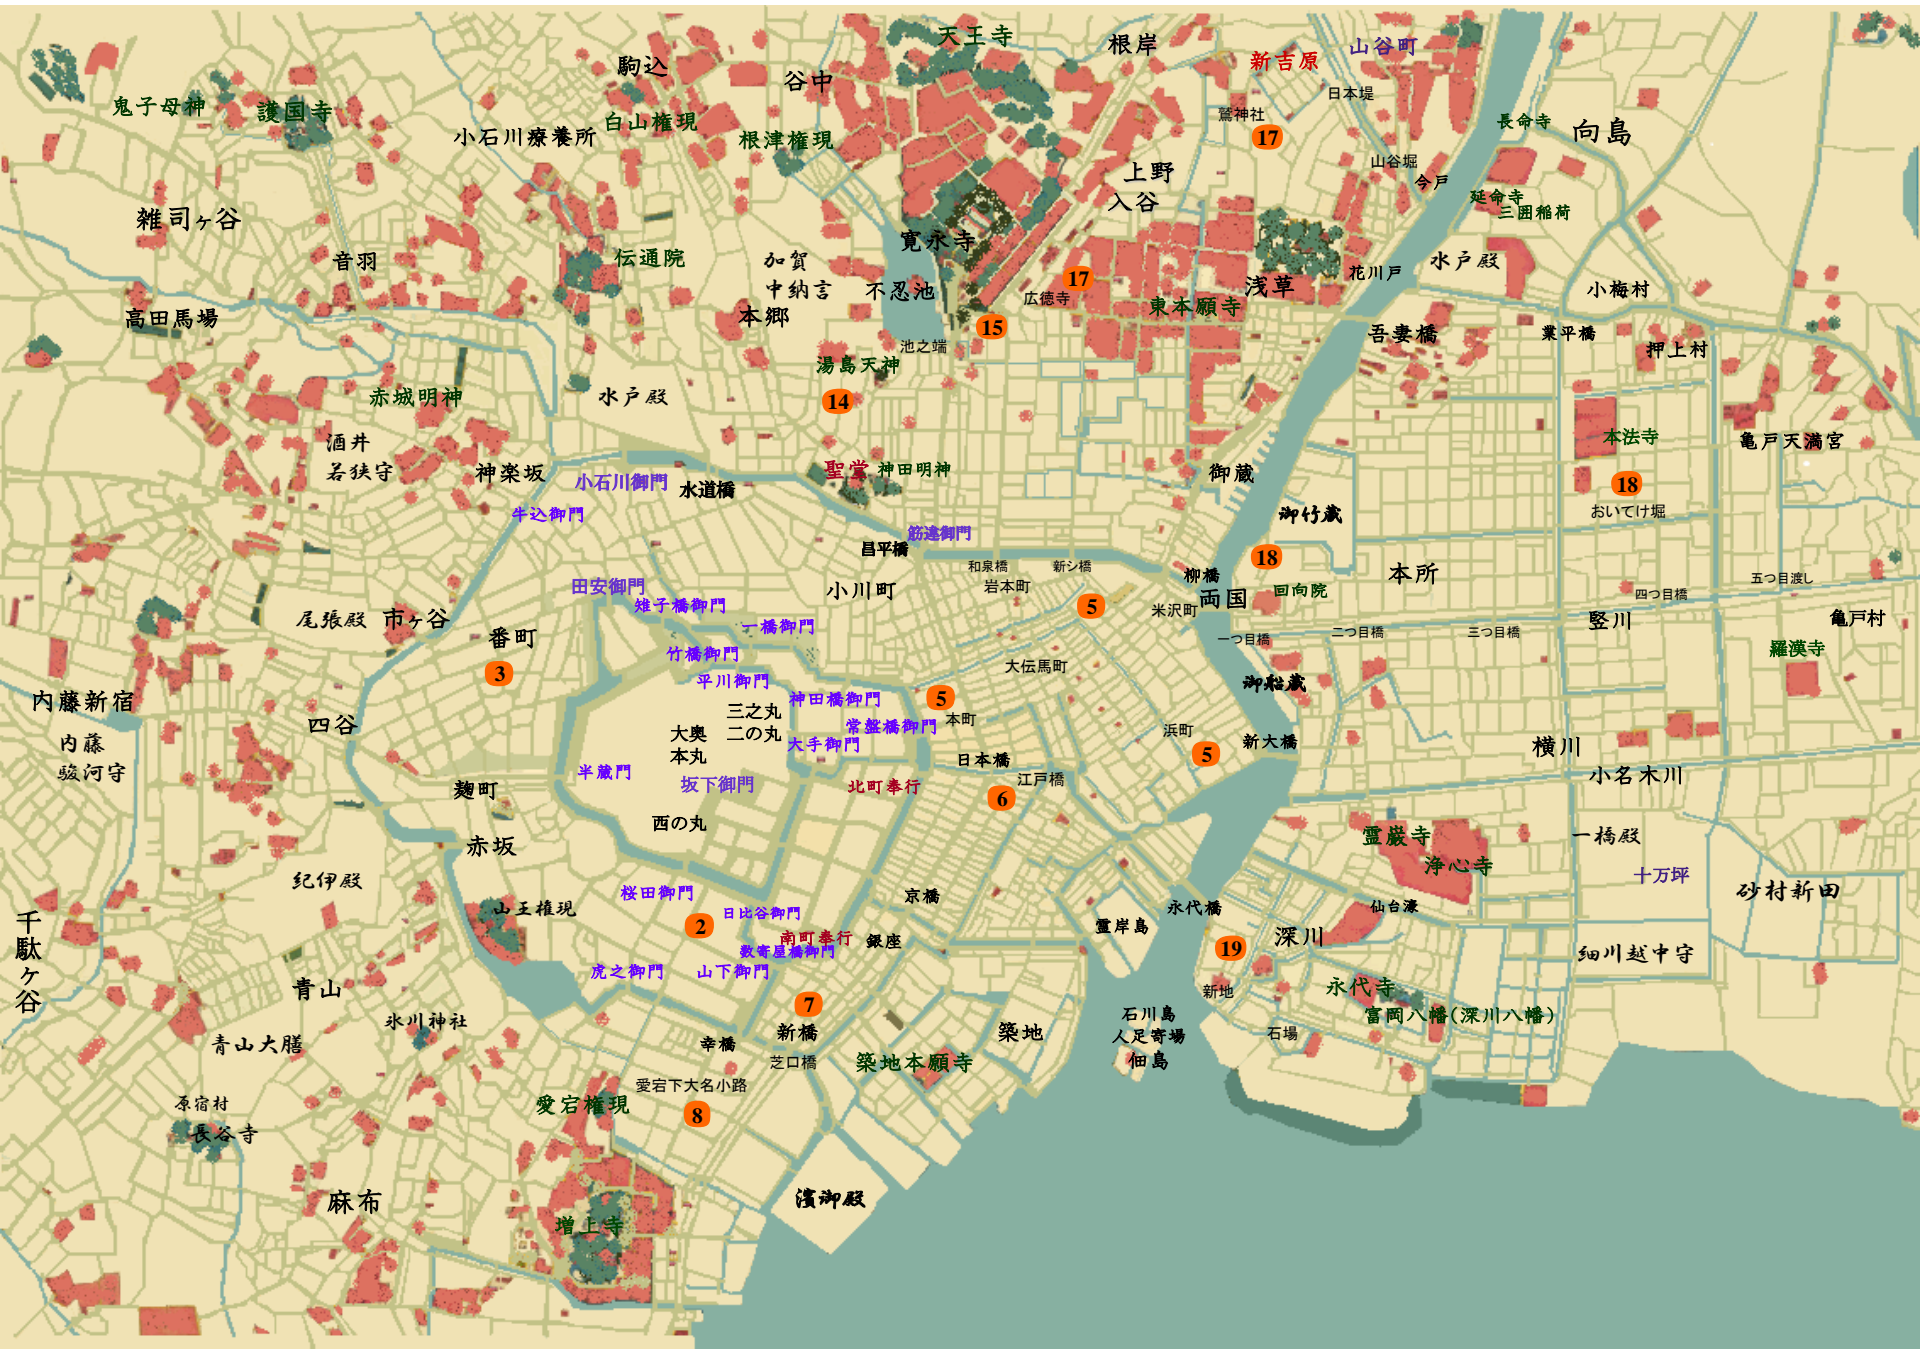 天王寺
根岸
新吉原
山谷町
駒込
谷中
日本堤
鬼子母神
護国寺
白山権現
鷲神社
17
長命寺
向島
小石川療養所
根津権現
山谷堀
今戸
上野
入谷
延命寺
三囲稲荷
雑司ヶ谷
音羽
伝通院
加賀
中納言
寛永寺
不忍池
17
広徳寺
浅草
花川戸
水戸殿
小梅村
高田馬場
本郷
15
東本願寺
吾妻橋
業平橋
押上村
池之端
湯島天神
14
赤城明神
水戸殿
酒井
若狭守
神楽坂
聖堂
神田明神
御蔵
本法寺
亀戸天満宮
18
おいてけ堀
小石川御門
水道橋
牛込御門
御竹蔵
筋違御門
昌平橋
和泉橋
新シ橋
18
柳橋
本所
五つ目渡し
田安御門
小川町
岩本町
回向院
四つ目橋
雉子橋御門
5
米沢町
両国
尾張殿
市ヶ谷
一橋御門
竪川
亀戸村
番町
一つ目橋
二つ目橋
三つ目橋
羅漢寺
竹橋御門
大伝馬町
3
平川御門
御船蔵
内藤新宿
神田橋御門
5
四谷
三之丸
本町
常盤橋御門
大奥
二の丸
浜町
新大橋
内藤
駿河守
本丸
大手御門
5
横川
半蔵門
日本橋
小名木川
坂下御門
北町奉行
江戸橋
麹町
6
西の丸
赤坂
霊巌寺
一橋殿
浄心寺
紀伊殿
十万坪
砂村新田
桜田御門
京橋
山王権現
日比谷御門
永代橋
仙台濠
千駄ヶ谷
2
霊岸島
南町奉行
銀座
19
深川
数寄屋橋御門
細川越中守
虎之御門
山下御門
青山
新地
永代寺
7
石川島
富岡八幡(深川八幡)
氷川神社
新橋
築地
人足寄場
石場
青山大膳
幸橋
佃島
芝口橋
築地本願寺
愛宕下大名小路
原宿村
愛宕権現
8
長谷寺
麻布
濱御殿
増上寺